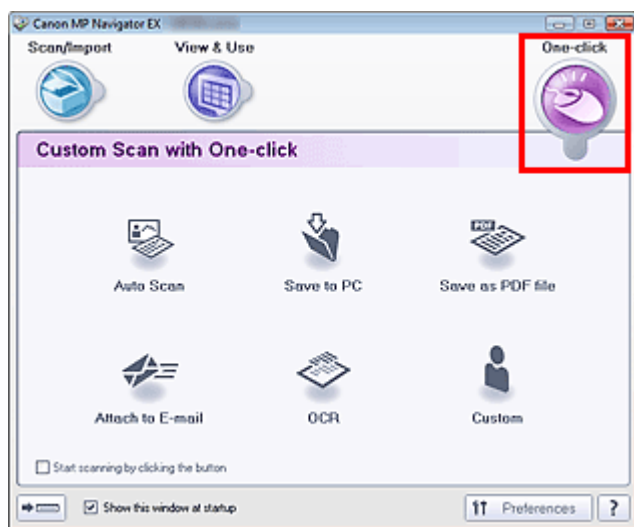 Canon MP Navigator EX
Scan/Import
View & Use
One-click
Custom Scan with One-click
Auto Scan
Save to PC
PDF
Save as PDF file
Attach to E-mail
OCR
Custom
Start scanning by clicking the button
Show this window at startup
Preferences
?